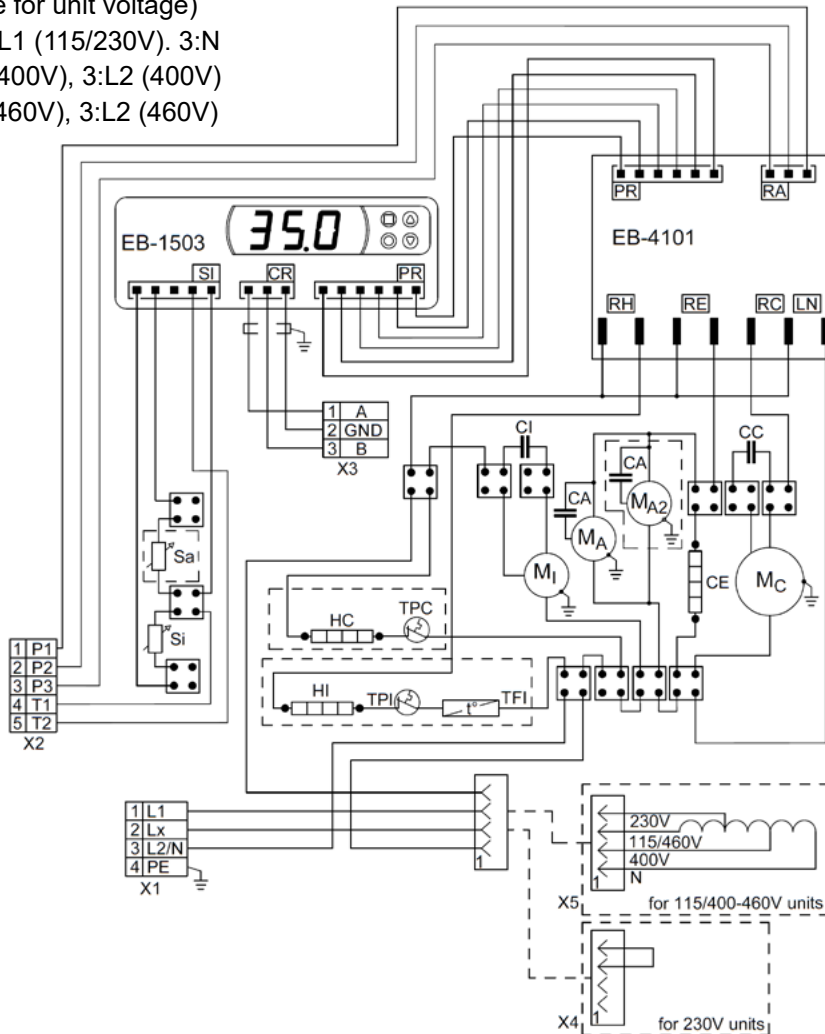 e for unit voltage)
L1 (115/230V). 3:N
400V), 3:L2 (400V)
460V), 3:L2 (460V)
PR
RA
EB-4101
EB-1503
35.0
SI
CR
PR
RH
RE
RC
LN
1 A
2 GND
3 B
X3
CI
CC
CA
CA
MA2
MA
MI
CE
MC
Sa
Si
HC
TPC
HI
TPI
t°
TFI
1 P1
2 P2
3 P3
4 T1
5 T2
X2
1 L1
2 Lx
3 L2/N
4 PE
X1
1
230V
115/460V
400V
N
1
X5
for 115/400-460V units
1
X4
for 230V units